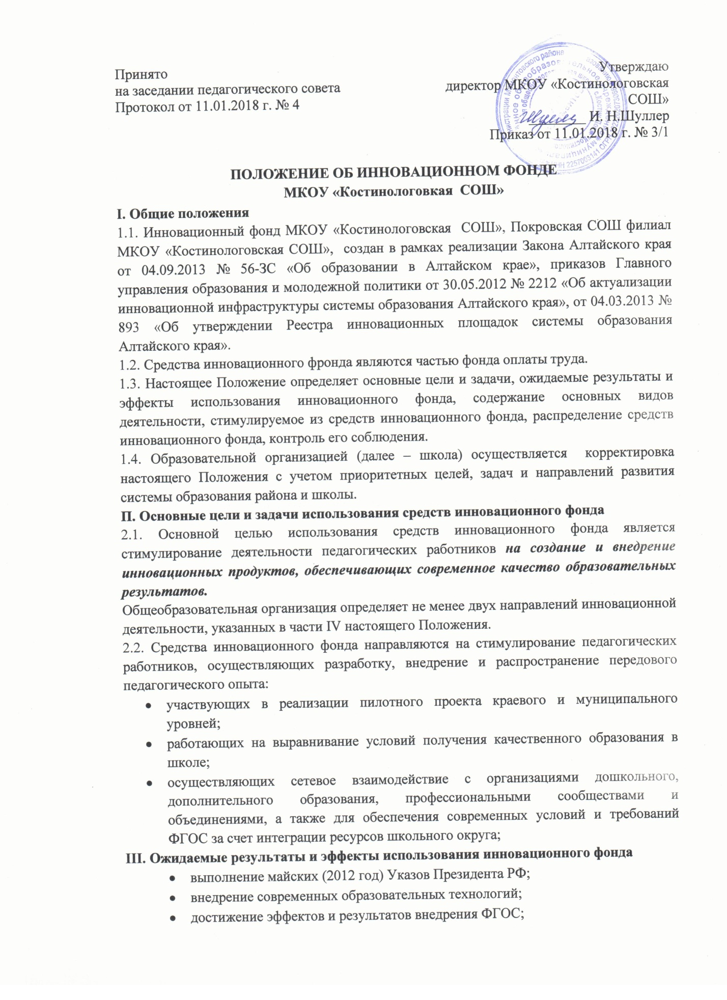 Принято
на заседании педагогического совета
Протокол от 11.01.2018 г. № 4
Утверждаю
директор МКОУ «Костинологовская
СОШ»
И. Н.Шуллер
Приказ от 11.01.2018 г. № 3/1
ПОЛОЖЕНИЕ ОБ ИННОВАЦИОННОМ ФОНДЕ
МКОУ «Костинологовкая СОШ»
I. Общие положения
1.1. Инновационный фонд МКОУ «Костинологовская СОШ», Покровская СОШ филиал
МКОУ «Костинологовская СОШ», создан в рамках реализации Закона Алтайского края
от 04.09.2013 № 56-ЗС «Об образовании в Алтайском крае», приказов Главного
управления образования и молодежной политики от 30.05.2012 № 2212 «Об актуализации
инновационной инфраструктуры системы образования Алтайского края», от 04.03.2013 №
893 «Об утверждении Реестра инновационных площадок системы образования
Алтайского края».
1.2. Средства инновационного фронда являются частью фонда оплаты труда.
1.3. Настоящее Положение определяет основные цели и задачи, ожидаемые результаты и
эффекты использования инновационного фонда, содержание основных видов
деятельности, стимулируемое из средств инновационного фонда, распределение средств
инновационного фонда, контроль его соблюдения.
1.4. Образовательной организацией (далее – школа) осуществляется корректировка
настоящего Положения с учетом приоритетных целей, задач и направлений развития
системы образования района и школы.
П. Основные цели и задачи использования средств инновационного фонда
2.1. Основной целью использования средств инновационного фонда является
стимулирование деятельности педагогических работников на создание и внедрение
инновационных продуктов, обеспечивающих современное качество образовательных
результатов.
Общеобразовательная организация определяет не менее двух направлений инновационной
деятельности, указанных в части IV настоящего Положения.
2.2. Средства инновационного фонда направляются на стимулирование педагогических
работников, осуществляющих разработку, внедрение и распространение передового
педагогического опыта:
• участвующих в реализации пилотного проекта краевого и муниципального
уровней;
• работающих на выравнивание условий получения качественного образования в
школе;
• осуществляющих сетевое взаимодействие с организациями дошкольного,
дополнительного образования, профессиональными сообществами и
объединениями, а также для обеспечения современных условий и требований
ФГОС за счет интеграции ресурсов школьного округа;
III. Ожидаемые результаты и эффекты использования инновационного фонда
• выполнение майских (2012 год) Указов Президента РФ;
• внедрение современных образовательных технологий;
• достижение эффектов и результатов внедрения ФГОС;